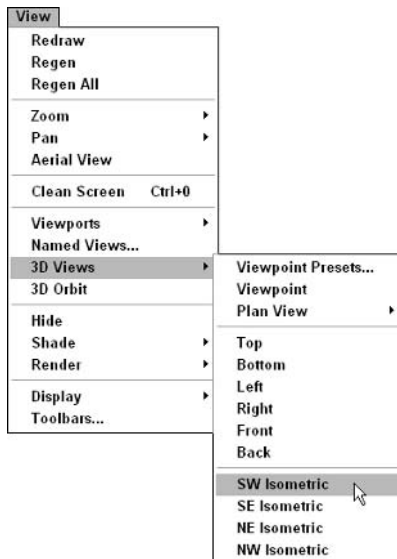 View
Redraw
Regen
Regen All
Zoom
Pan
Aerial View
Clean Screen Ctrl+0
Viewports
Named Views...
3D Views
3D Orbit
Hide
Shade
Render
Display
Toolbars...
Viewpoint Presets...
Viewpoint
Plan View
Top
Bottom
Left
Right
Front
Back
SW Isometric
SE Isometric
NE Isometric
NW Isometric